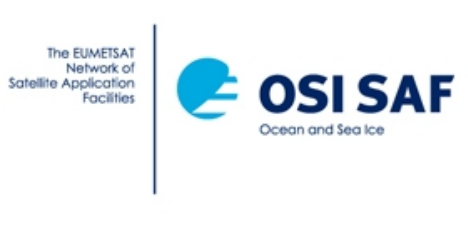 The EUMETSAT
Network of
Satellite Application
Facilities
OSI SAF
Ocean and Sea Ice